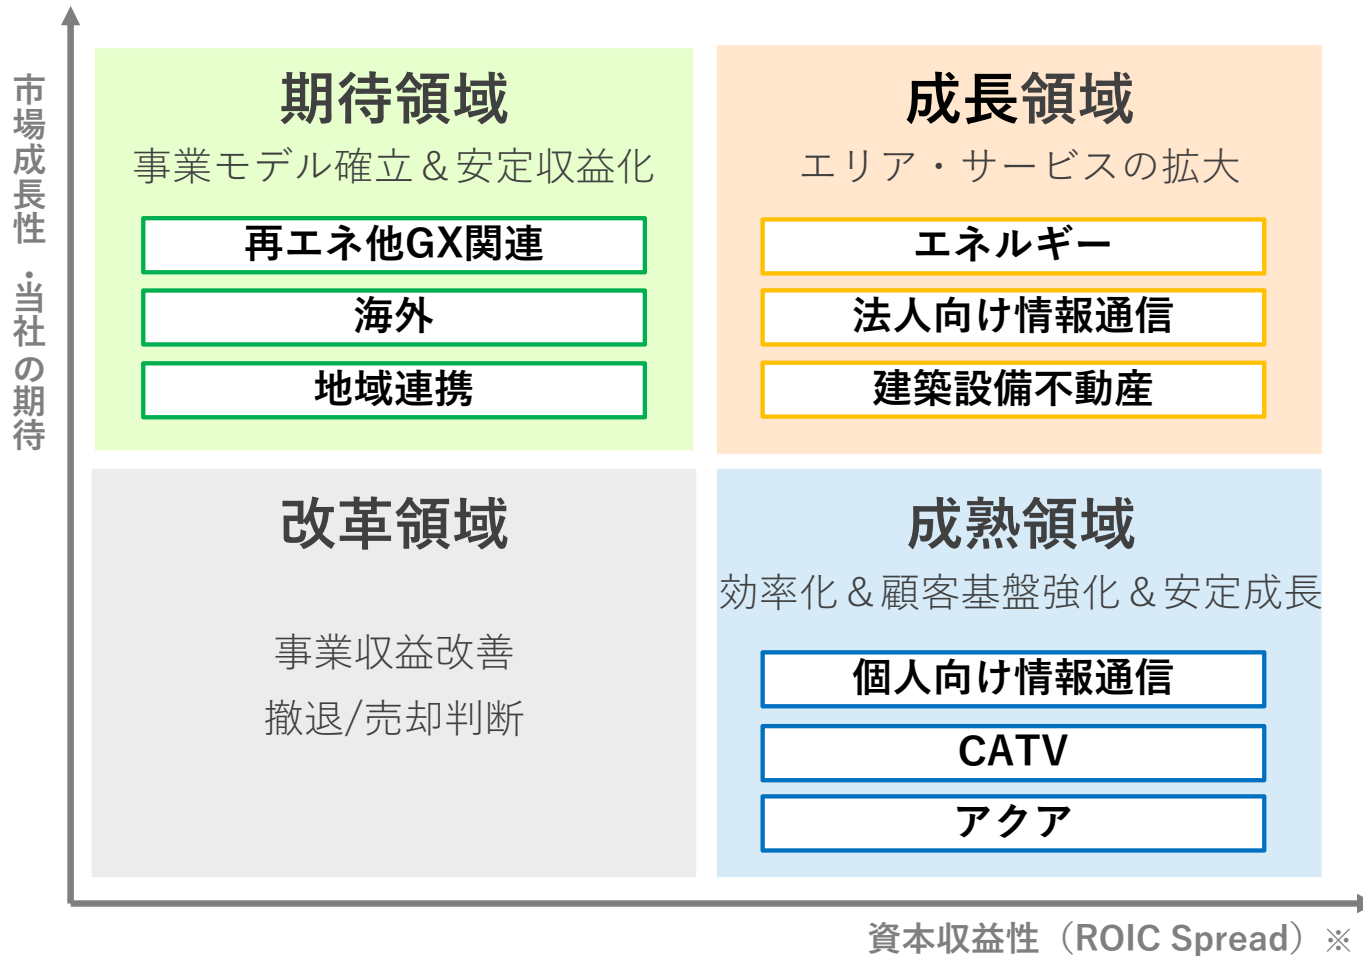 市場成長性・当社の期待
期待領域
事業モデル確立＆安定収益化
再エネ他GX関連
海外
地域連携
成長領域
エリア・サービスの拡大
エネルギー
法人向け情報通信
建築設備不動産
改革領域
事業収益改善
撤退/売却判断
成熟領域
効率化＆顧客基盤強化＆安定成長
個人向け情報通信
CATV
アクア
資本収益性（ROIC Spread）※